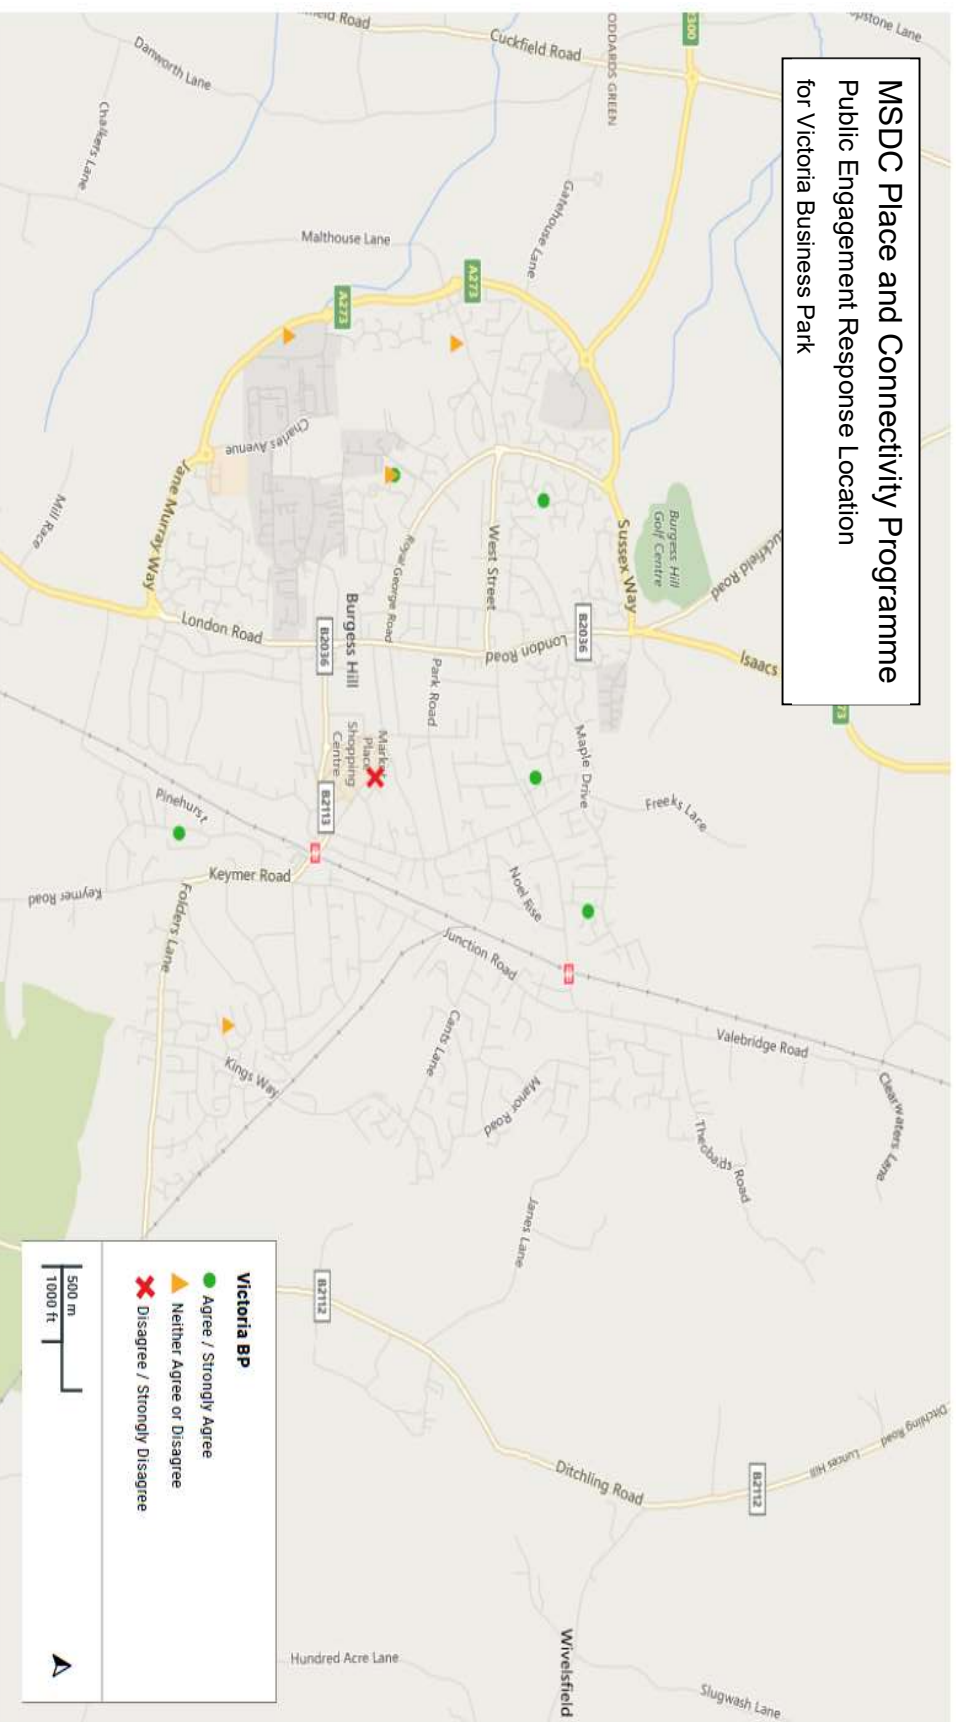 MSDC Place and Connectivity Programme
Public Engagement Response Location
for Victoria Business Park
Cuckfield Road
Danworth Lane
Chalkers Lane
Malthouse Lane
Gatehouse Lane
A273
A273
Charles Avenue
Jane Murray Way
Mill Race
Royal George Road
West Street
Sussex Way
Burgess Hill
Golf Centre
Isaacs
London Road
London Road
B2036
B2036
Burgess Hill
Park Road
Market
Place
Shopping
Centre
B2113
Maple Drive
Freeks Lane
Pinehurst
Keymer Road
Keymer Road
Folders Lane
Noel Rise
Junction Road
Cants Lane
Kings Way
Manor Road
Valebridge Road
Clearwaters Lane
Theobalds Road
Janes Lane
B2112
B2112
Ditchling Road
Ditchling Road
Lunces Hill
Wivelsfield
Hundred Acre Lane
Slugwash Lane
Victoria BP
Agree / Strongly Agree
Neither Agree or Disagree
Disagree / Strongly Disagree
500 m
1000 ft